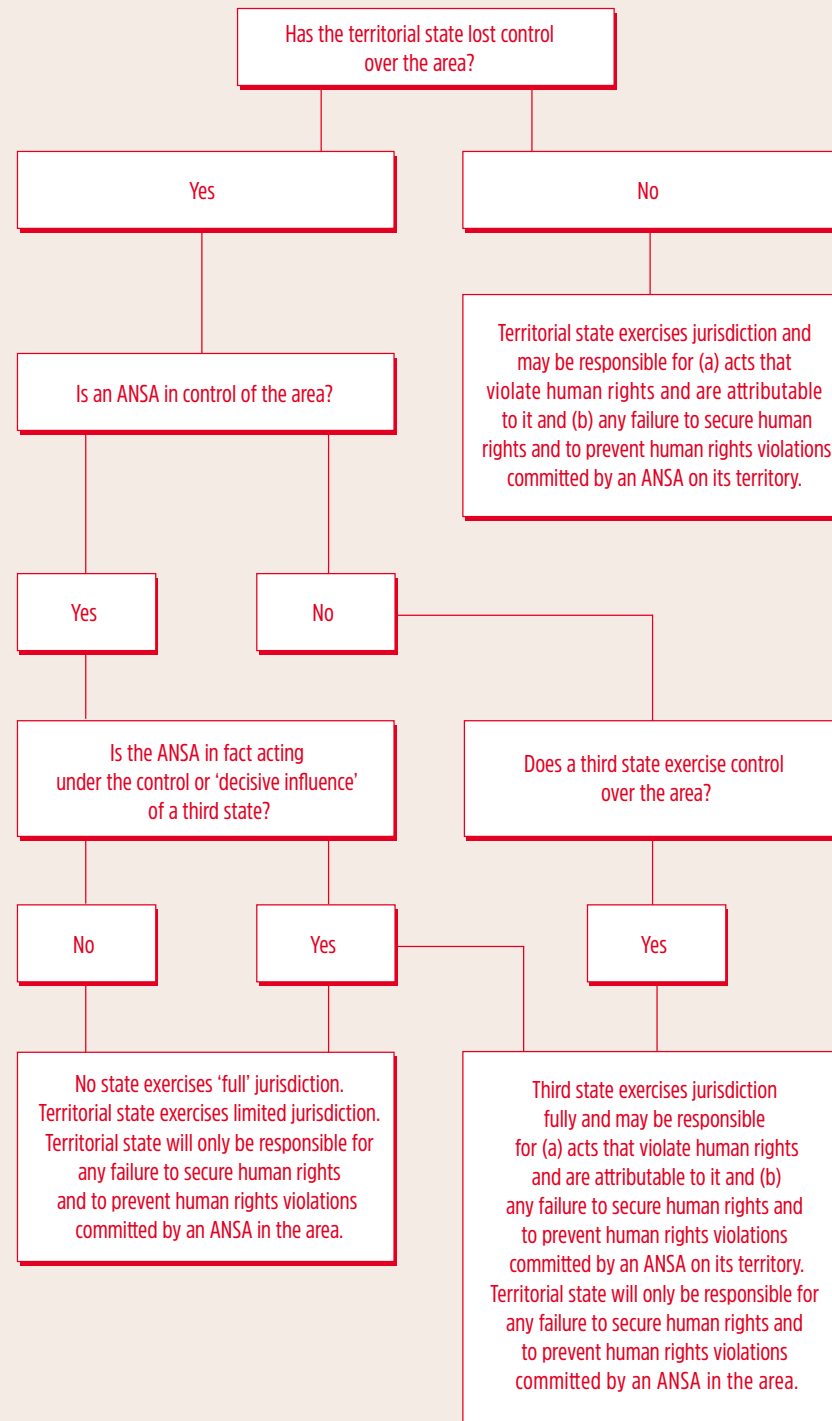 Has the territorial state lost control
over the area?
Yes
No
Territorial state exercises jurisdiction and
may be responsible for (a) acts that
violate human rights and are attributable
to it and (b) any failure to secure human
rights and to prevent human rights violations
committed by an ANSA on its territory.
Is an ANSA in control of the area?
Yes
No
Is the ANSA in fact acting
under the control or ‘decisive influence’
of a third state?
Does a third state exercise control
over the area?
No
Yes
Yes
No state exercises ‘full’ jurisdiction.
Territorial state exercises limited jurisdiction.
Territorial state will only be responsible for
any failure to secure human rights
and to prevent human rights violations
committed by an ANSA in the area.
Third state exercises jurisdiction
fully and may be responsible
for (a) acts that violate human rights
and are attributable to it and (b)
any failure to secure human rights and
to prevent human rights violations
committed by an ANSA on its territory.
Territorial state will only be responsible for
any failure to secure human rights and
to prevent human rights violations
committed by an ANSA in the area.